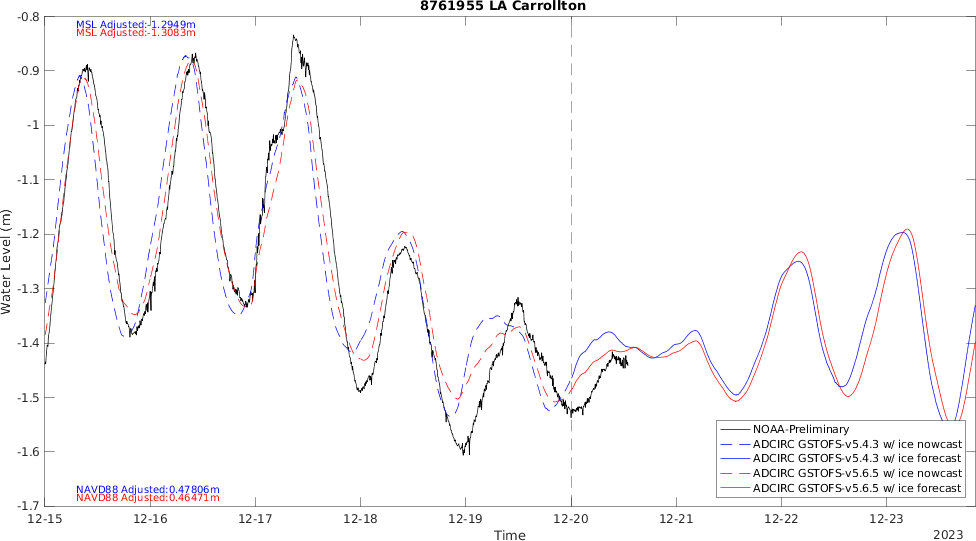 8761955 LA Carrollton
MSL Adjusted:-1.2949m
MSL Adjusted:-1.3083m
-0.8
-0.9
-1
-1.1
-1.2
-1.3
-1.4
-1.5
-1.6
-1.7
Water Level (m)
NOAA-Preliminary
ADCIRC GSTOFS-v5.4.3 w/ ice nowcast
ADCIRC GSTOFS-v5.4.3 w/ ice forecast
ADCIRC GSTOFS-v5.6.5 w/ ice nowcast
ADCIRC GSTOFS-v5.6.5 w/ ice forecast
NAVD88 Adjusted:0.47806m
NAVD88 Adjusted:0.46471m
12-15 12-16 12-17 12-18 12-19 12-20 12-21 12-22 12-23
Time
2023